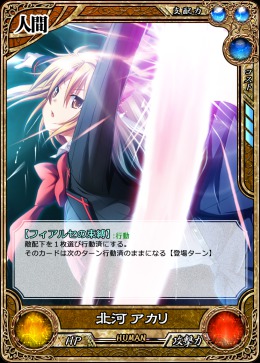 人間
支配力
コスト
【フィアルセの束縛】:行動
敵配下を1枚選び行動済にする。
そのカードは次のターン行動済のままになる【登場ターン】
北河 アカリ
HP
HUMAN
攻撃力